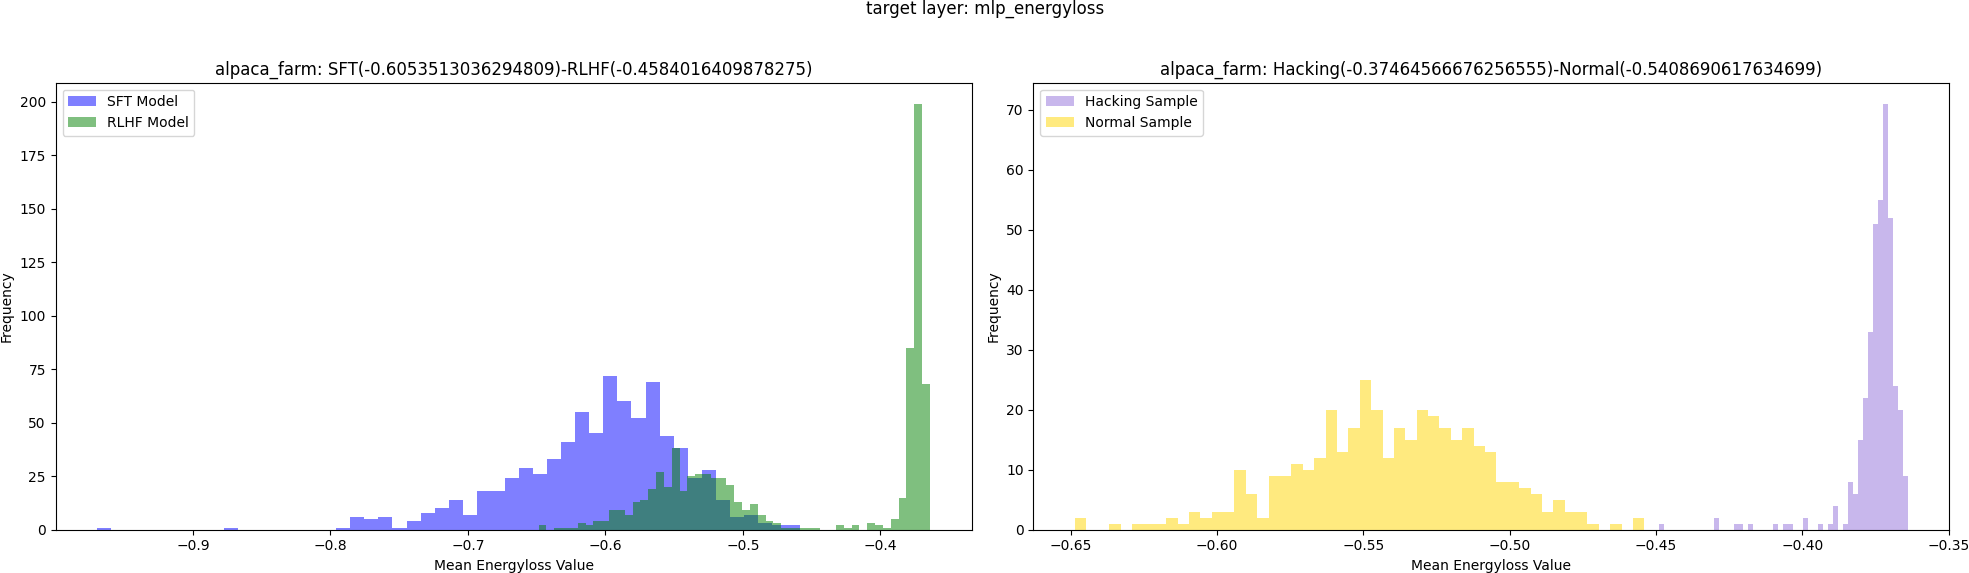 target layer: mlp_energyloss
alpaca_farm: SFT(-0.6053513036294809)-RLHF(-0.4584016409878275)
SFT Model
RLHF Model
Frequency
200
175
150
125
100
75
50
25
0
−0.9
−0.8
−0.7
−0.6
−0.5
−0.4
Mean Energyloss Value
alpaca_farm: Hacking(-0.37464566676256555)-Normal(-0.5408690617634699)
Hacking Sample
Normal Sample
Frequency
70
60
50
40
30
20
10
0
−0.65
−0.60
−0.55
−0.50
−0.45
−0.40
−0.35
Mean Energyloss Value